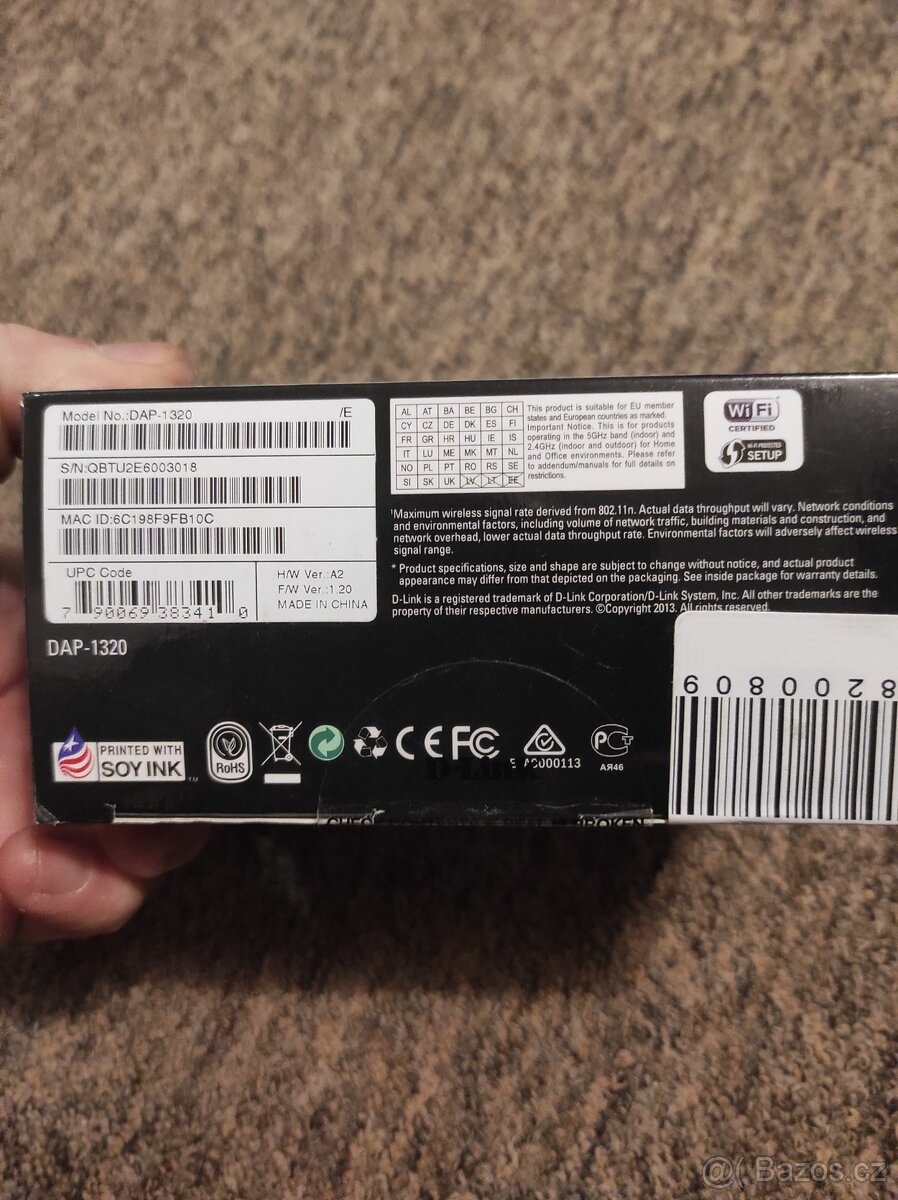 Model No.:DAP-1320 /E
S/N:QBTU2E6003018
MAC ID:6C198F9FB10C
UPC Code
7 90069 38341 0
H/W Ver.:A2
F/W Ver.:1.20
MADE IN CHINA
DAP-1320
AL AT BA BE BG CH
CY CZ DE DK ES FI
FR GR HR HU IE IS
IT LU ME MK MT NL
NO PL PT RO RS SE
SI SK UK LV LT EE
This product is suitable for EU member
states and European countries as marked.
Important Notice. This is for products
operating in the 5GHz band (indoor) and
2.4GHz (indoor and outdoor) for Home
and Office environments. Please refer
to addendum/manuals for full details on
restrictions.
Wi Fi
CERTIFIED
WI-FI PROTECTED
SETUP
¹Maximum wireless signal rate derived from 802.11n. Actual data throughput will vary. Network conditions
and environmental factors, including volume of network traffic, building materials and construction, and
network overhead, lower actual data throughput rate. Environmental factors will adversely affect wireless
signal range.
* Product specifications, size and shape are subject to change without notice, and actual product
appearance may differ from that depicted on the packaging. See inside package for warranty details.
D-Link is a registered trademark of D-Link Corporation/D-Link System, Inc. All other trademarks are the
property of their respective manufacturers. ©Copyright 2013. All rights reserved.
8200809
PRINTED WITH
SOY INK
TM
RoHS
CE FC
000113
РСТ
АЯ46
D-Link
BROKEN
@( Bazos.cz